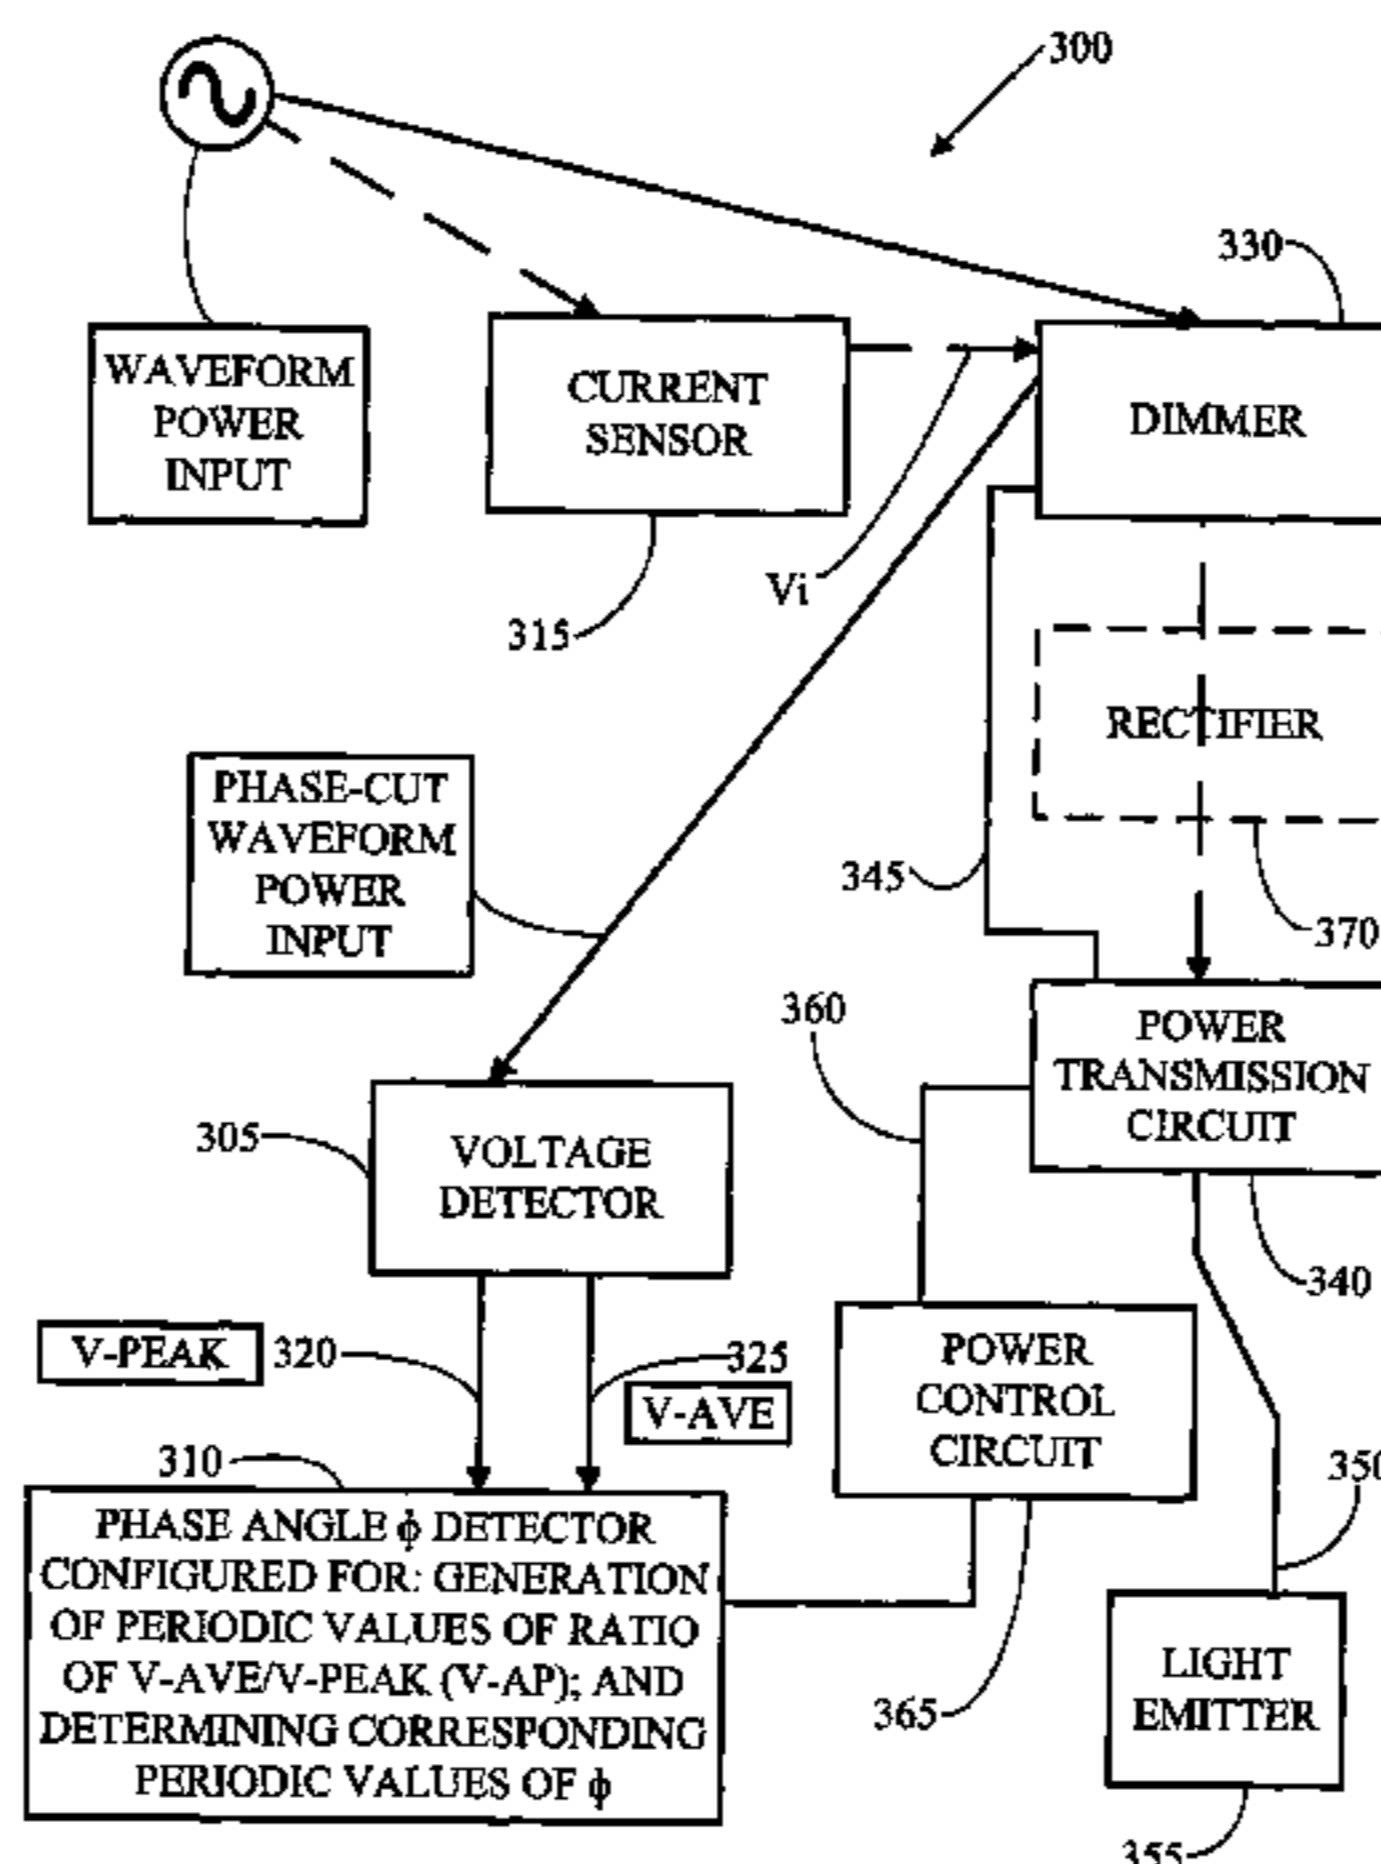 300
330
WAVEFORM
POWER
INPUT
CURRENT
SENSOR
DIMMER
Vi
315
RECTIFIER
PHASE-CUT
WAVEFORM
POWER
INPUT
345
370
360
POWER
TRANSMISSION
CIRCUIT
305
VOLTAGE
DETECTOR
340
V-PEAK
320
325
V-AVE
POWER
CONTROL
CIRCUIT
310
350
PHASE ANGLE ϕ DETECTOR
CONFIGURED FOR: GENERATION
OF PERIODIC VALUES OF RATIO
OF V-AVE/V-PEAK (V-AP); AND
DETERMINING CORRESPONDING
PERIODIC VALUES OF ϕ
365
LIGHT
EMITTER
355